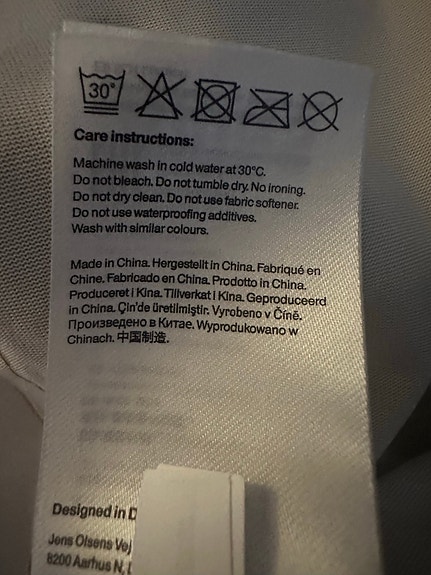 30°
Care instructions:
Machine wash in cold water at 30°C.
Do not bleach. Do not tumble dry. No ironing.
Do not dry clean. Do not use fabric softener.
Do not use waterproofing additives.
Wash with similar colours.
Made in China. Hergestellt in China. Fabriqué en
Chine. Fabricado en China. Prodotto in China.
Produceret i Kina. Tillverkat i Kina. Geproduceerd
in China. Çin'de üretilmiştir. Vyrobeno v Číně.
Произведено в Китае. Wyprodukowano w
Chinach. 中国制造.
Designed in D
Jens Olsens Vej
8200 Aarhus N,